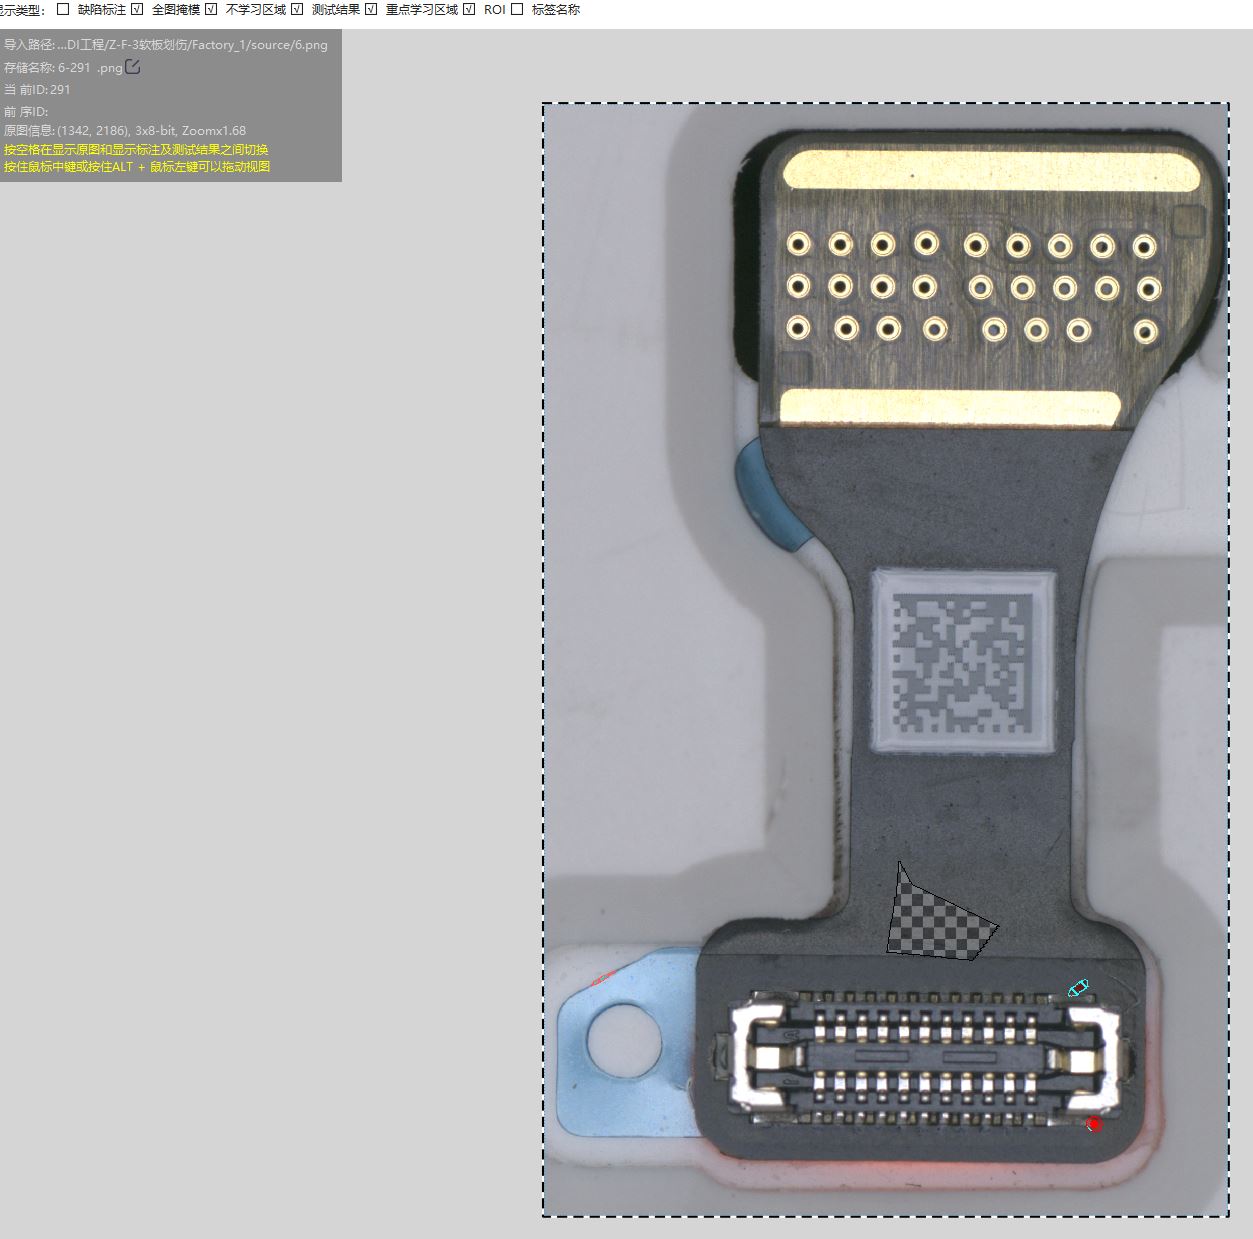 显示类型: 缺陷标注 全图掩模 不学习区域 测试结果 重点学习区域 ROI 标签名称
导入路径: ...DI工程/Z-F-3软板划伤/Factory_1/source/6.png
存储名称: 6-291 .png
当 前ID: 291
前 序ID:
原图信息: (1342, 2186), 3x8-bit, Zoomx1.68
按空格在显示原图和显示标注及测试结果之间切换
按住鼠标中键或按住ALT + 鼠标左键可以拖动视图